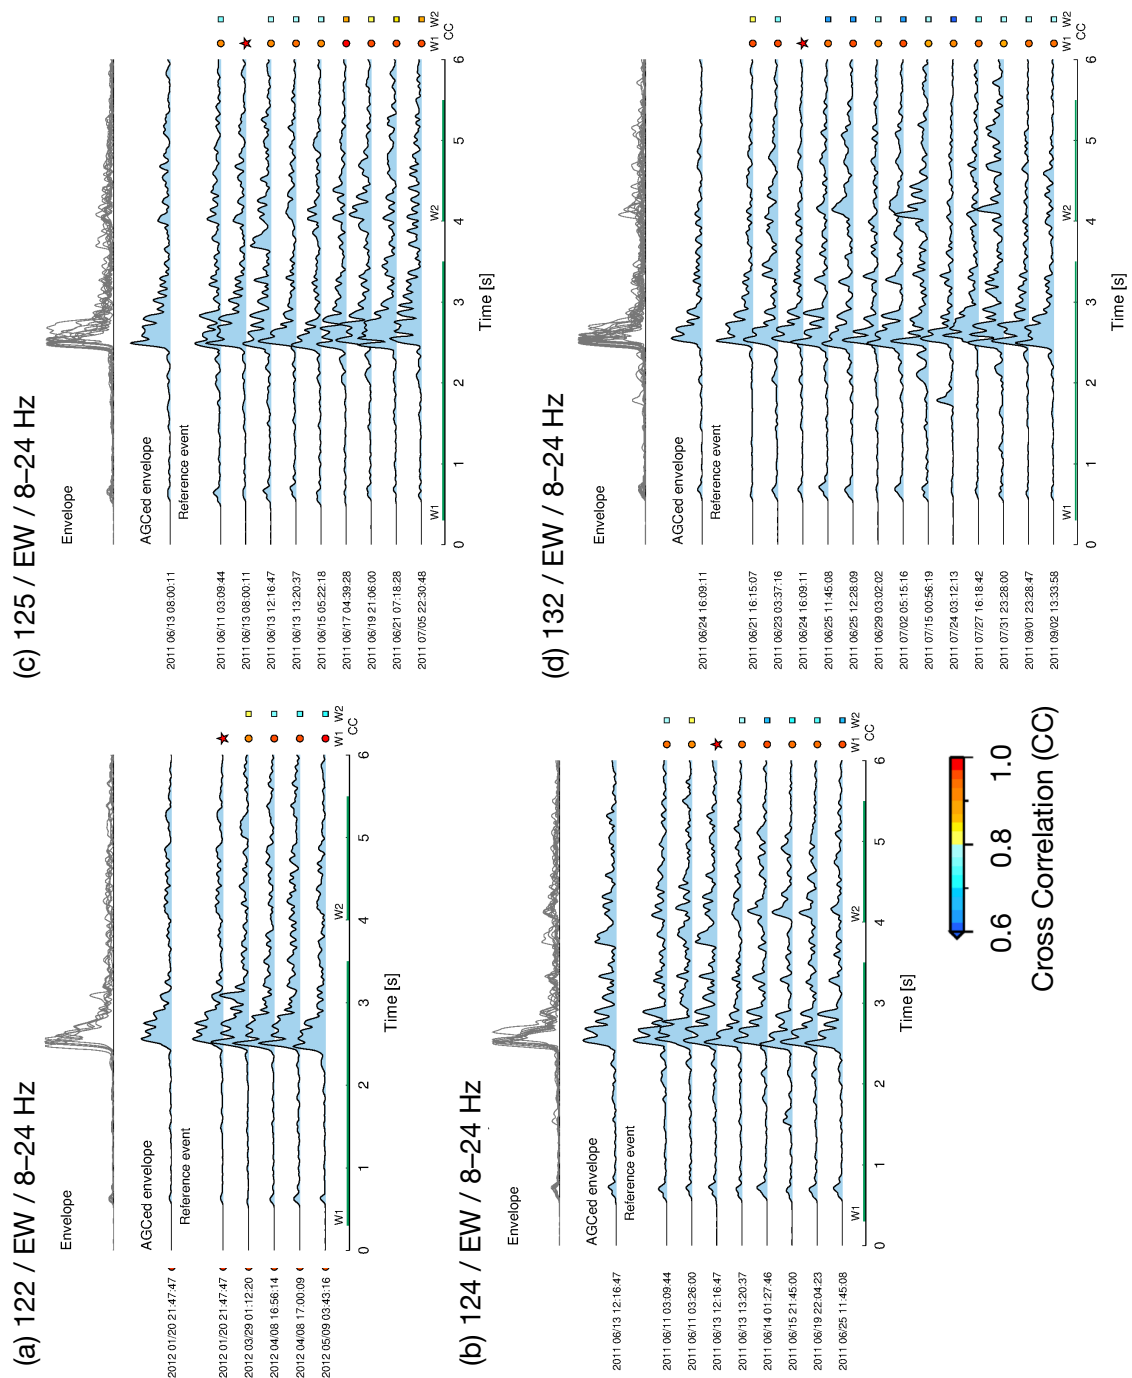 (a) 122 / EW / 8–24 Hz
Envelope
AGCed envelope
2012 01/20 21:47:47
Reference event
2012 01/20 21:47:47
2012 03/29 01:12:20
2012 04/08 16:56:14
2012 04/08 17:00:09
2012 05/09 03:43:16
W1 W2
CC
W1 W2
0 1 2 3 4 5 6
Time [s]
(b) 124 / EW / 8–24 Hz
Envelope
AGCed envelope
2011 06/13 12:16:47
Reference event
2011 06/11 03:09:44
2011 06/11 03:26:00
2011 06/13 12:16:47
2011 06/13 13:20:37
2011 06/14 01:27:46
2011 06/15 21:45:00
2011 06/19 22:04:23
2011 06/25 11:45:08
W1 W2
CC
W1 W2
0 1 2 3 4 5 6
Time [s]
(c) 125 / EW / 8–24 Hz
Envelope
AGCed envelope
2011 06/13 08:00:11
Reference event
2011 06/11 03:09:44
2011 06/13 08:00:11
2011 06/13 12:16:47
2011 06/13 13:20:37
2011 06/15 05:22:18
2011 06/17 04:39:28
2011 06/19 21:06:00
2011 06/21 07:18:28
2011 07/05 22:30:48
W1 W2
CC
W1 W2
0 1 2 3 4 5 6
Time [s]
(d) 132 / EW / 8–24 Hz
Envelope
AGCed envelope
2011 06/24 16:09:11
Reference event
2011 06/21 16:15:07
2011 06/23 03:37:16
2011 06/24 16:09:11
2011 06/25 11:45:08
2011 06/25 12:28:09
2011 06/29 03:02:02
2011 07/02 05:15:16
2011 07/15 00:56:19
2011 07/24 03:12:13
2011 07/27 16:18:42
2011 07/31 23:28:00
2011 09/01 23:28:47
2011 09/02 13:33:58
W1 W2
CC
W1 W2
0 1 2 3 4 5 6
Time [s]
0.6 0.8 1.0
Cross Correlation (CC)